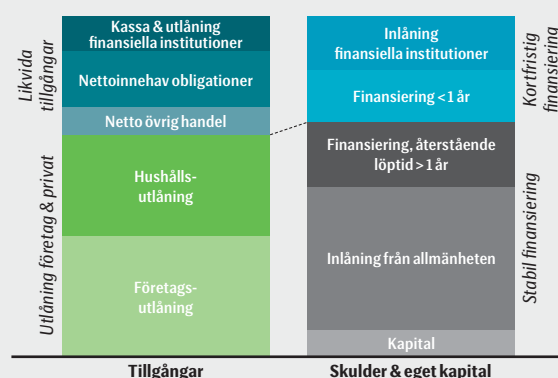 Likvida
tillgångar
Utlåning företag & privat
Kassa & utlåning
finansiella institutioner
Nettoinnehav obligationer
Netto övrig handel
Hushålls-
utlåning
Företags-
utlåning
Tillgångar
Inlåning
finansiella institutioner
Finansiering <1 år
Finansiering, återstående
löptid >1 år
Inlåning från allmänheten
Kapital
Skulder & eget kapital
Kortfristig
finansiering
Stabil finansiering